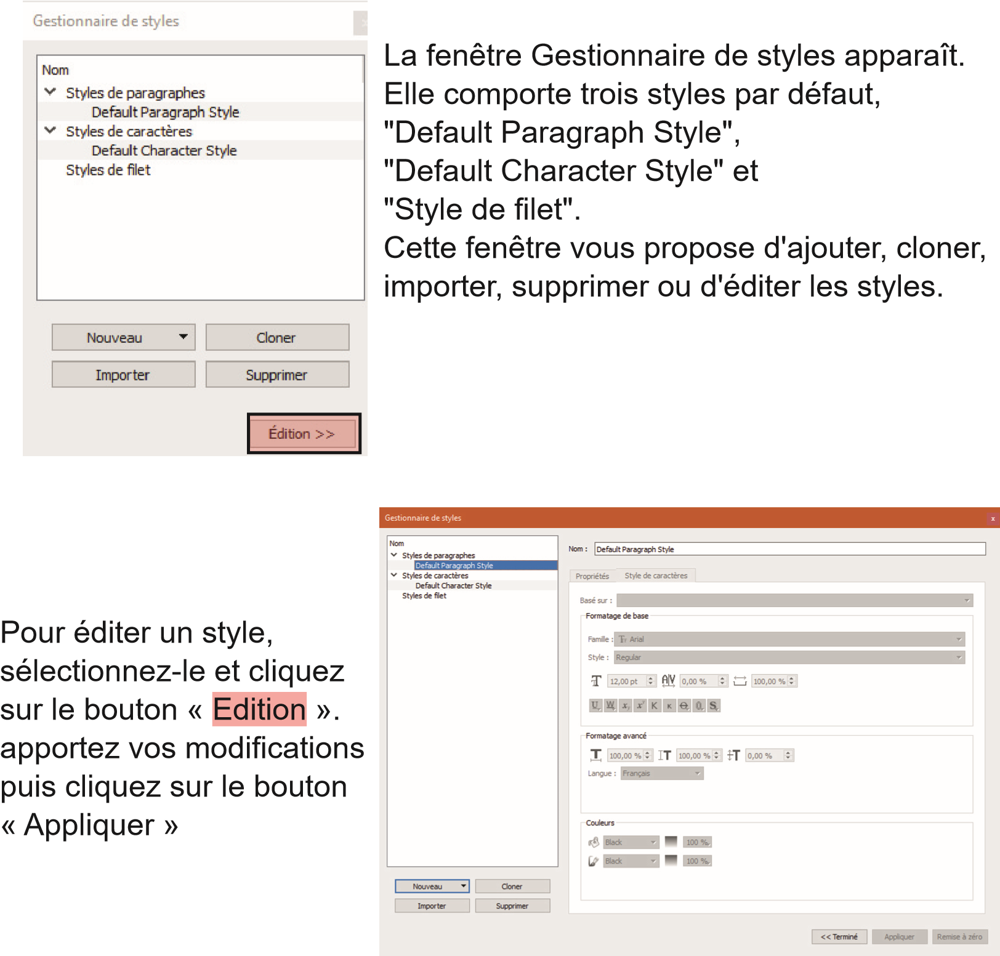 Gestionnaire de styles
x
Nom
Styles de paragraphes
Default Paragraph Style
Styles de caractères
Default Character Style
Styles de filet
Nouveau
Cloner
Importer
Supprimer
Édition >>
La fenêtre Gestionnaire de styles apparaît.
Elle comporte trois styles par défaut,
"Default Paragraph Style",
"Default Character Style" et
"Style de filet".
Cette fenêtre vous propose d'ajouter, cloner,
importer, supprimer ou d'éditer les styles.
Pour éditer un style,
sélectionnez-le et cliquez
sur le bouton « Edition ».
apportez vos modifications
puis cliquez sur le bouton
« Appliquer »
Gestionnaire de styles
x
Nom
Styles de paragraphes
Default Paragraph Style
Styles de caractères
Default Character Style
Styles de filet
Nouveau
Cloner
Importer
Supprimer
Nom : Default Paragraph Style
Propriétés Style de caractères
Basé sur :
Formatage de base
Famille : Arial
Style : Regular
12,00 pt 0,00 % 100,00 %
Formatage avancé
100,00 % 100,00 % 0,00 %
Langue : Français
Couleurs
Black 100 %
Black 100 %
<< Terminé Appliquer Remise à zéro